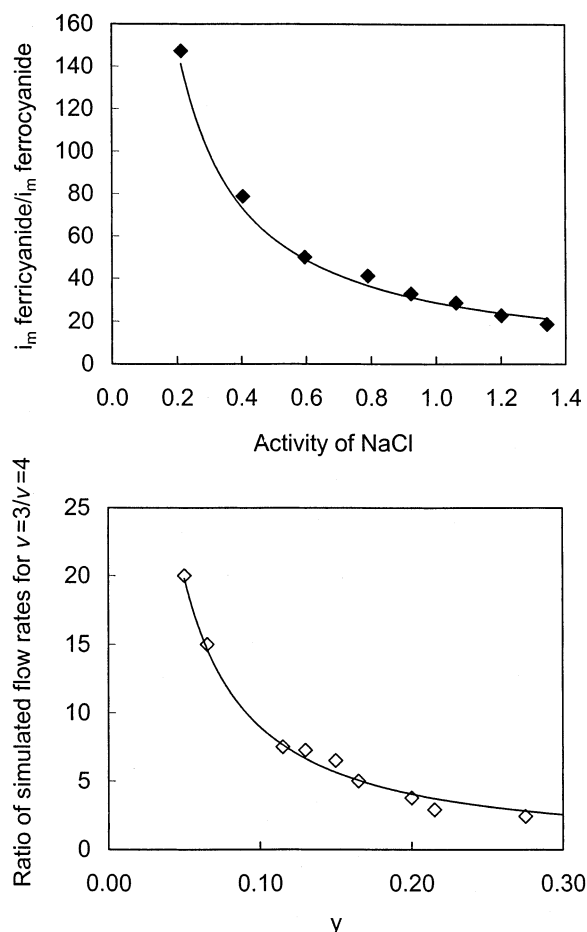 160
140
120
100
80
60
40
20
0
0.0 0.2 0.4 0.6 0.8 1.0 1.2 1.4
i_m ferricyanide/i_m ferrocyanide
Activity of NaCl
25
20
15
10
5
0
0.00 0.10 0.20 0.30
Ratio of simulated flow rates for v=3/v=4
y